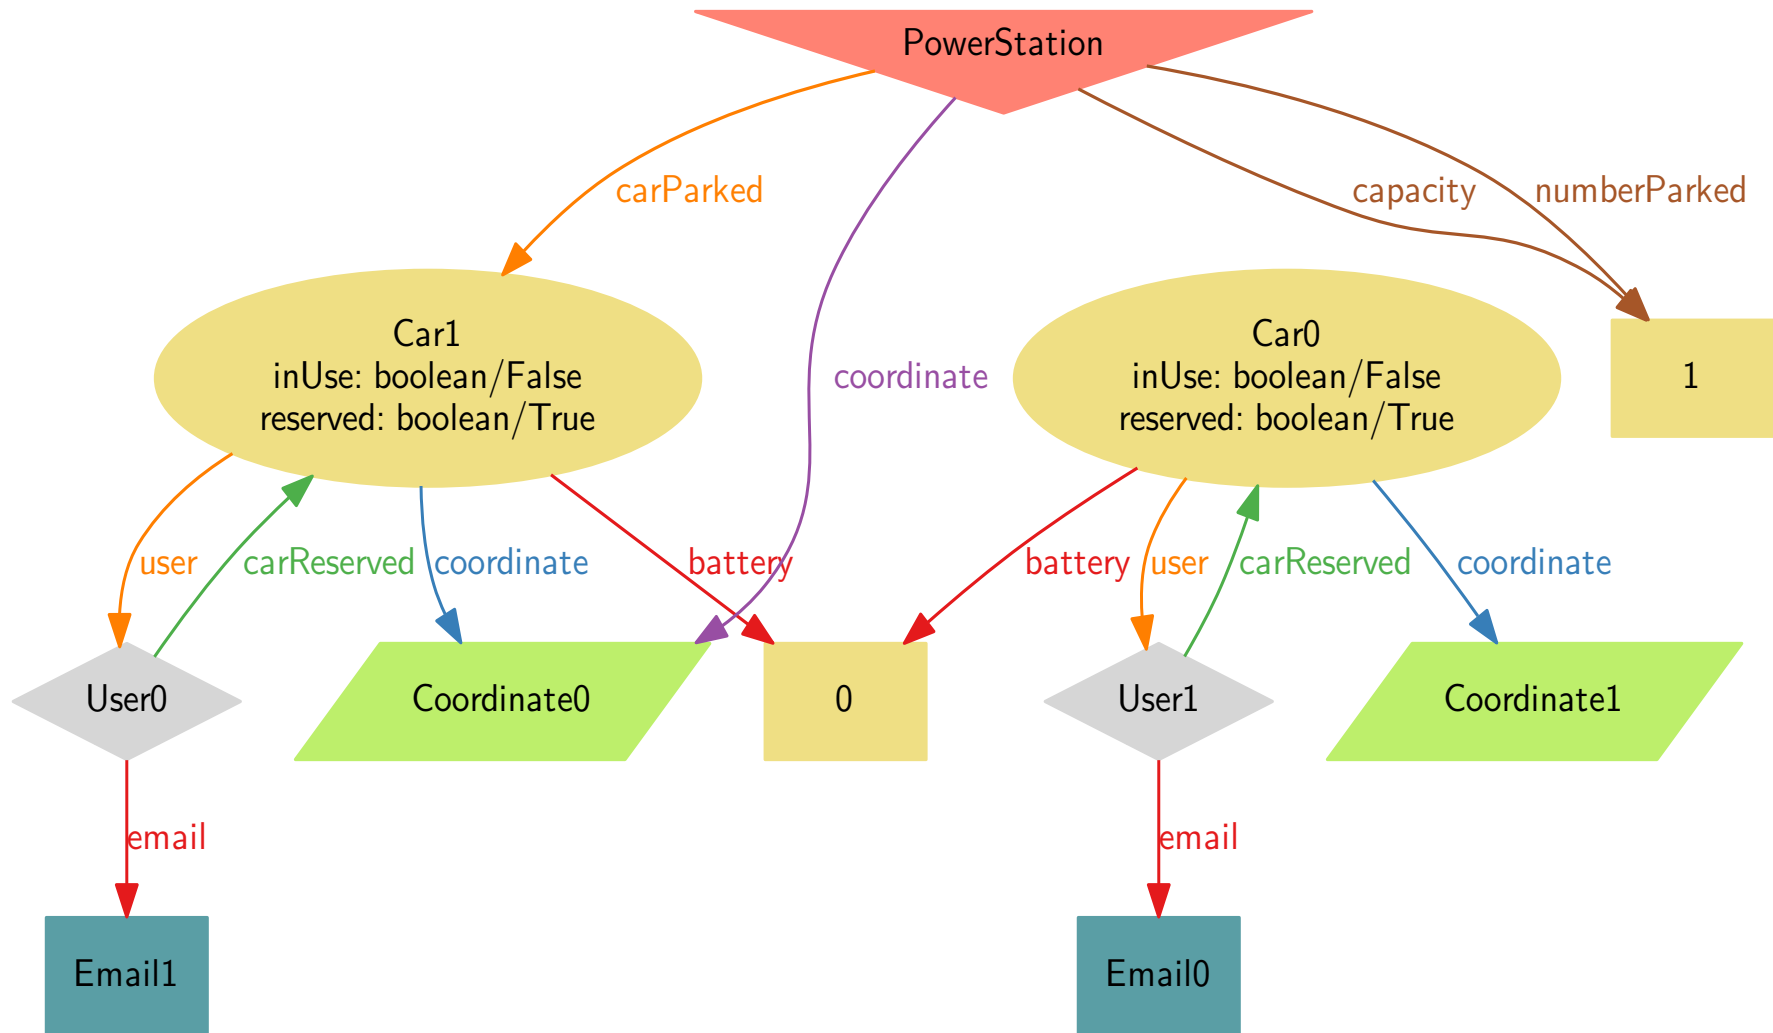 PowerStation
carParked
capacity
numberParked
Car1
inUse: boolean/False
reserved: boolean/True
coordinate
Car0
inUse: boolean/False
reserved: boolean/True
1
user
carReserved
coordinate
battery
battery
user
carReserved
coordinate
User0
Coordinate0
0
User1
Coordinate1
email
email
Email1
Email0